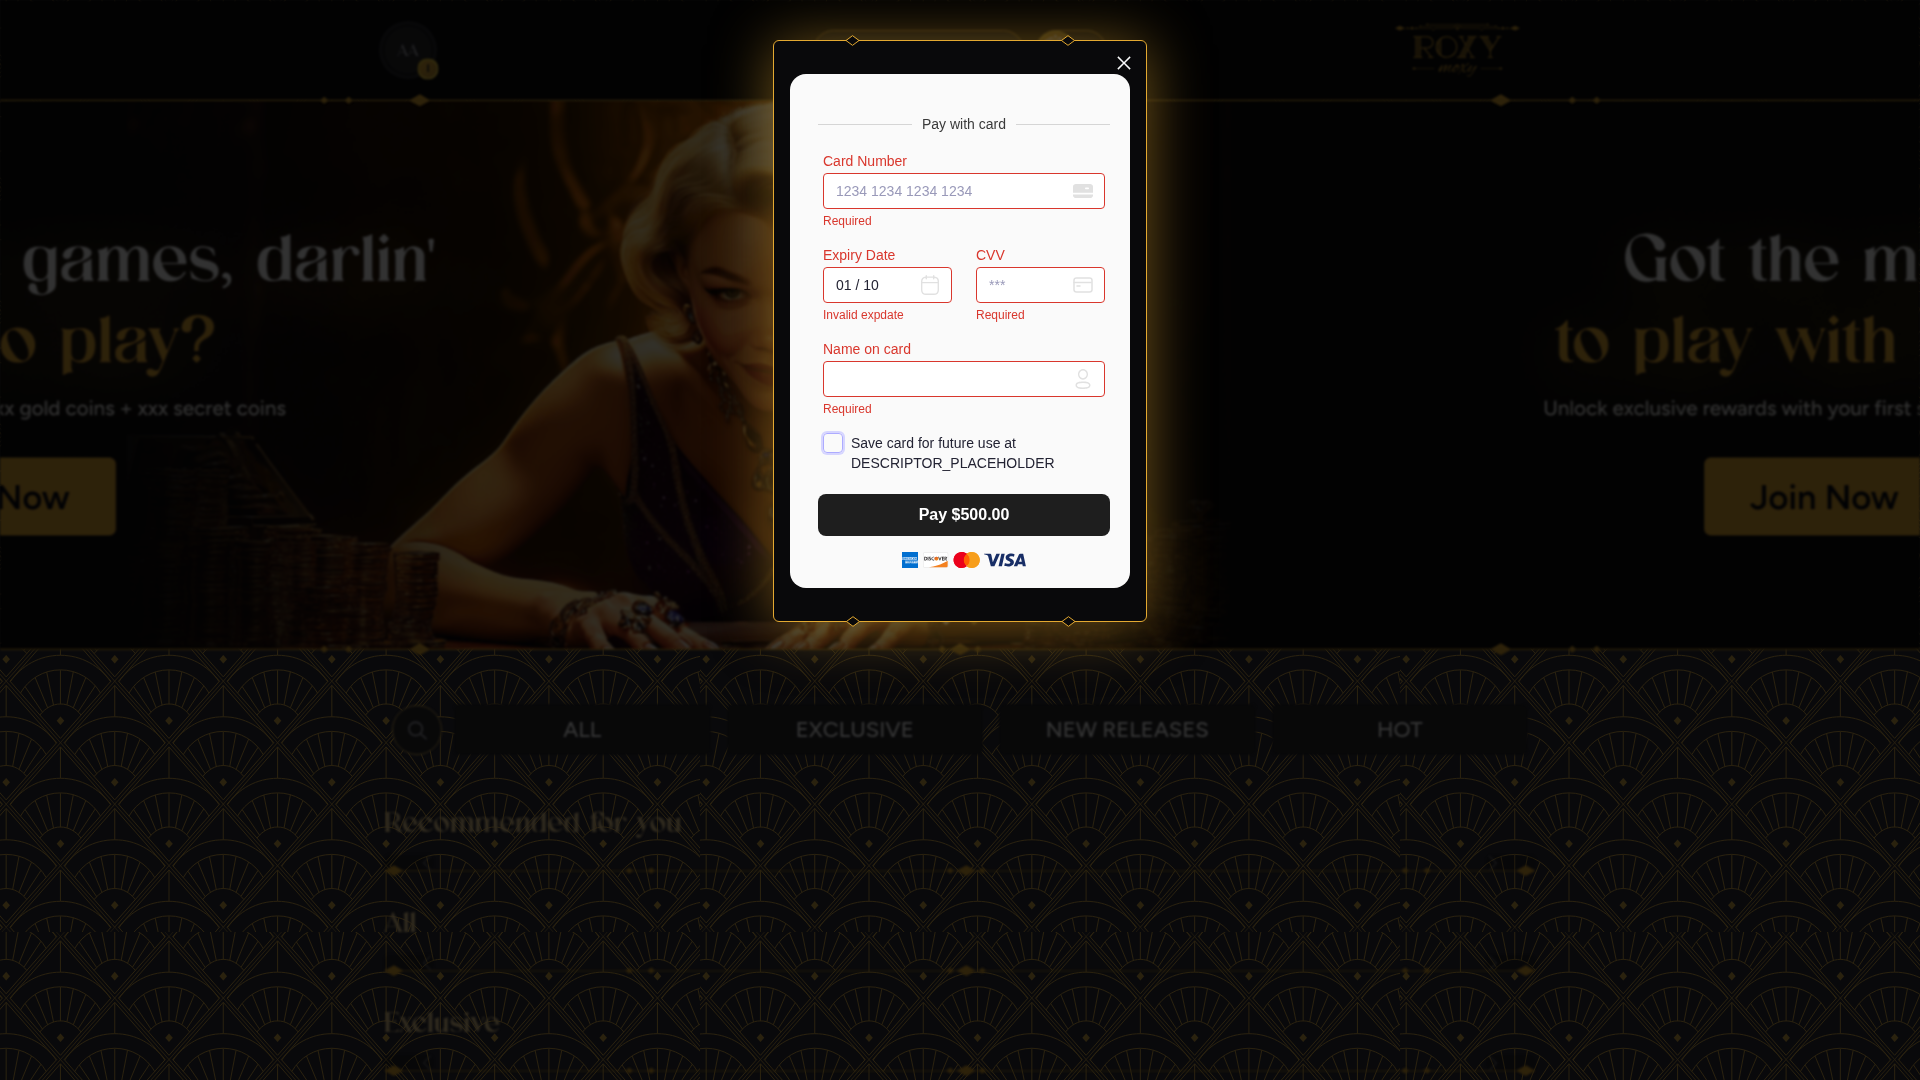 AA
ROXY
moxy
Pay with card
Card Number
1234 1234 1234 1234
Required
Expiry Date
CVV
01 / 10
***
Invalid expdate
Required
Name on card
Required
Save card for future use at
DESCRIPTOR_PLACEHOLDER
Pay $500.00
DISCOVER
VISA
games, darlin'
o play?
xx gold coins + xxx secret coins
Now
Got the m
to play with
Unlock exclusive rewards with your first
Join Now
ALL
EXCLUSIVE
NEW RELEASES
HOT
Recommended for you
All
Exclusive